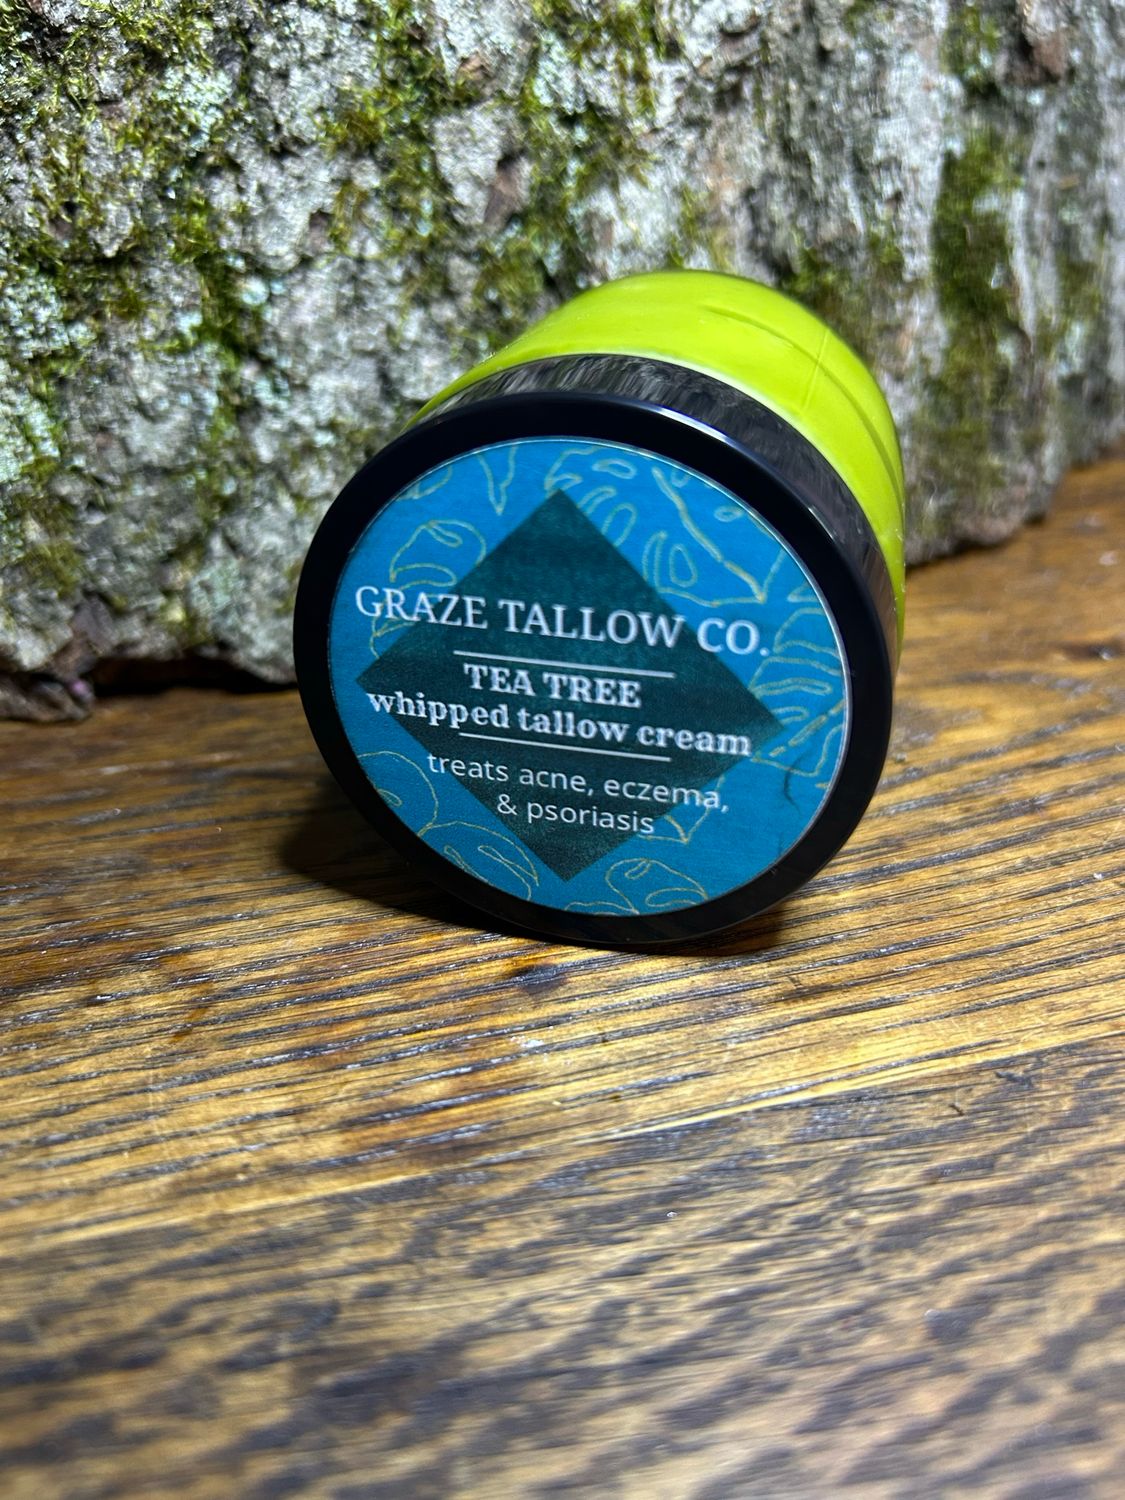 GRAZE TALLOW CO.
TEA TREE
whipped tallow cream
treats acne, eczema,
& psoriasis